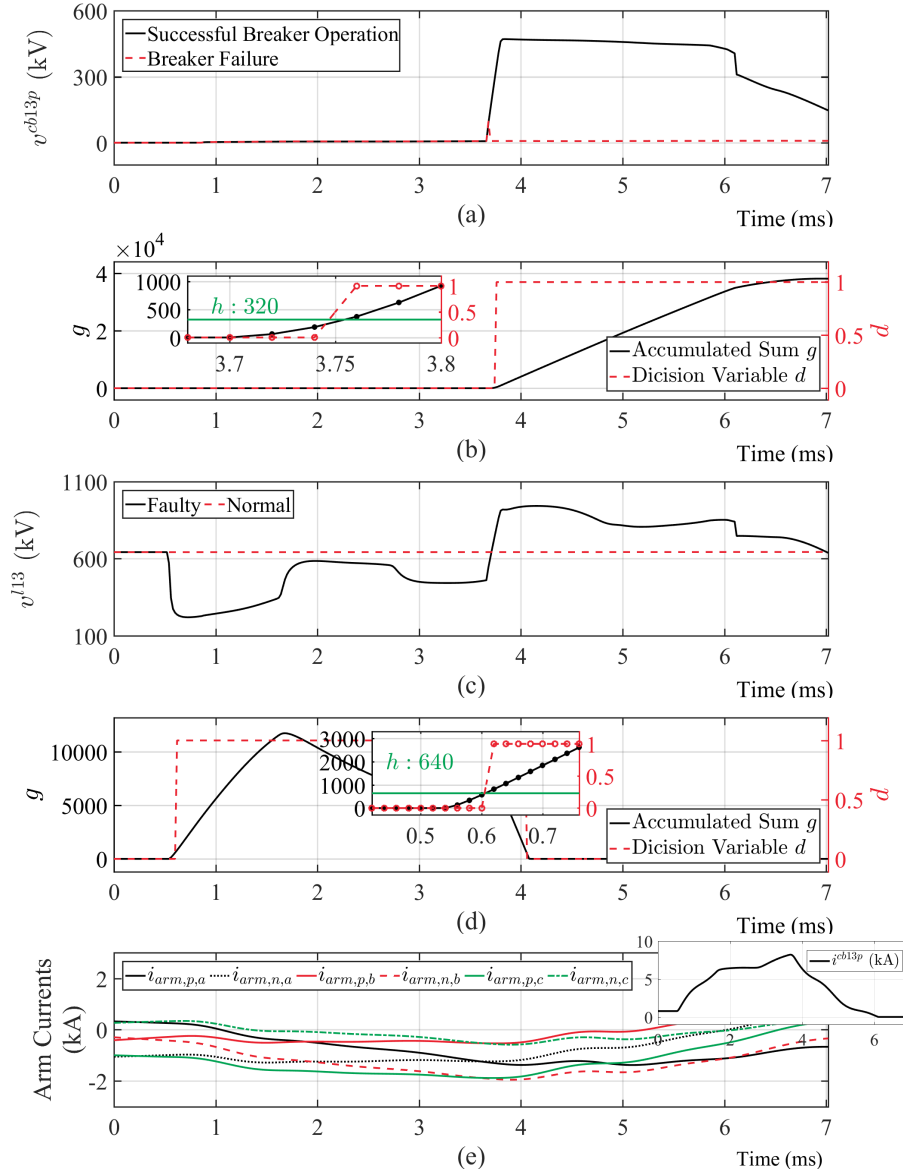 600
400
200
0
v^{cb13p} (kV)
Successful Breaker Operation
Breaker Failure
0 1 2 3 4 5 6 7
(a)
Time (ms)
×10^4
4
2
0
g
1
0.5
0
d
1000
500
0
h : 320
1
0.5
0
3.7 3.76 3.8
Accumulated Sum g
Dicision Variable d
0 1 2 3 4 5 6 7
(b)
Time (ms)
1100
600
100
v^{l13} (kV)
Faulty Normal
0 1 2 3 4 5 6 7
(c)
Time (ms)
10000
5000
0
g
1
0.5
0
d
3000
2000
1000
0
h : 640
1
0.5
0
0.5 0.6 0.7
Accumulated Sum g
Dicision Variable d
0 1 2 3 4 5 6 7
(d)
Time (ms)
2
0
-2
Arm Currents
(kA)
i_{arm,p,a} i_{arm,n,a} i_{arm,p,b} i_{arm,n,b} i_{arm,p,c} i_{arm,n,c}
10
5
0
i^{cb13p} (kA)
0 2 4 6
0 1 2 3 4 5 6 7
(e)
Time (ms)